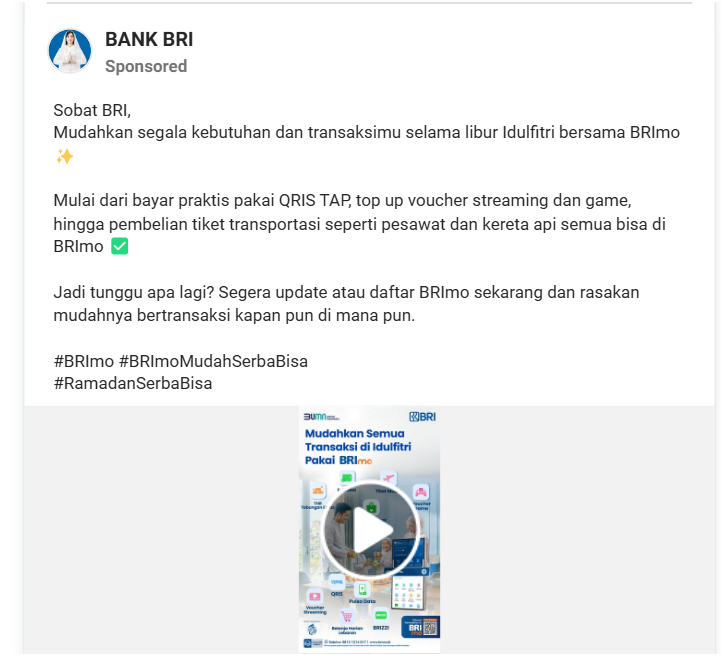 BANK BRI
Sponsored
Sobat BRI,
Mudahkan segala kebutuhan dan transaksimu selama libur Idulfitri bersama BRImo
✨
Mulai dari bayar praktis pakai QRIS TAP, top up voucher streaming dan game,
hingga pembelian tiket transportasi seperti pesawat dan kereta api semua bisa di
BRImo ✅
Jadi tunggu apa lagi? Segera update atau daftar BRImo sekarang dan rasakan
mudahnya bertransaksi kapan pun di mana pun.
#BRImo #BRImoMudahSerbaBisa
#RamadanSerbaBisa
BUMN
BRI
Mudahkan Semua
Transaksi di Idulfitri
Pakai BRImo
QRIS
Pulsa Data
Voucher
Streaming
Belanja Harian
Lebaran
BRIZZI
BRImo